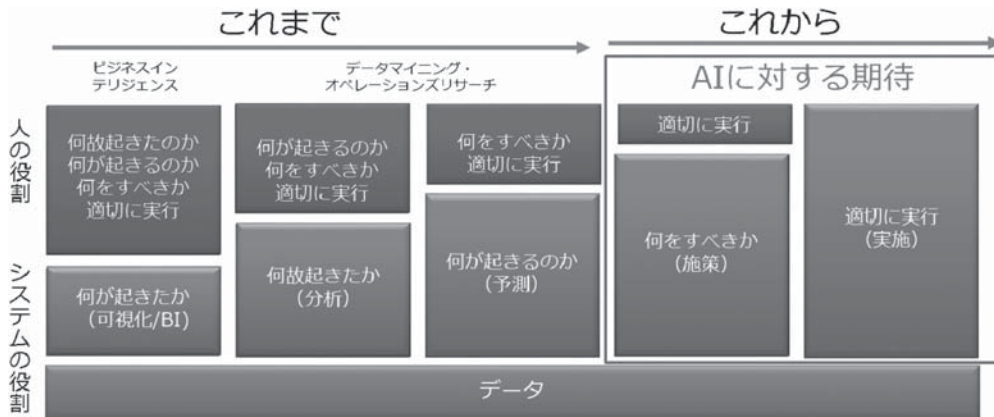 これまで
これから
ビジネスイン
テリジェンス
データマイニング・
オペレーションズリサーチ
AIに対する期待
人の役割
何故起きたのか
何が起きるのか
何をすべきか
適切に実行
何が起きるのか
何をすべきか
適切に実行
何をすべきか
適切に実行
適切に実行
システムの役割
何が起きたか
(可視化/BI)
何故起きたか
(分析)
何が起きるのか
(予測)
何をすべきか
(施策)
適切に実行
(実施)
データ